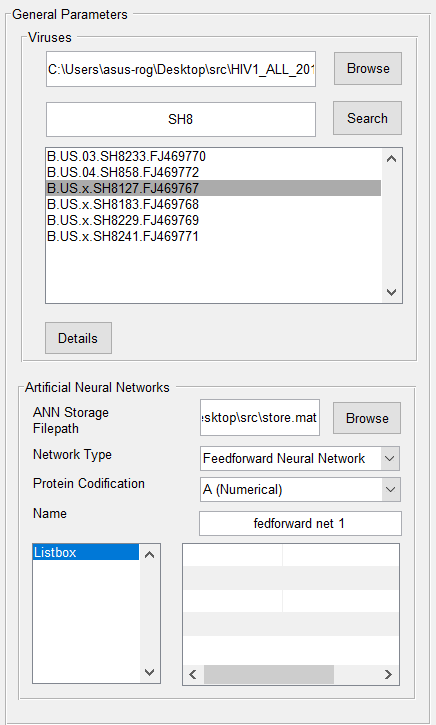 General Parameters
Viruses
C:\Users\asus-rog\Desktop\src\HIV1_ALL_201
Browse
SH8
Search
B.US.03.SH8233.FJ469770
B.US.04.SH858.FJ469772
B.US.x.SH8127.FJ469767
B.US.x.SH8183.FJ469768
B.US.x.SH8229.FJ469769
B.US.x.SH8241.FJ469771
Details
Artificial Neural Networks
ANN Storage
Filepath
esktop\src\store.mat
Browse
Network Type
Feedforward Neural Network
Protein Codification
A (Numerical)
Name
fedforward net 1
Listbox